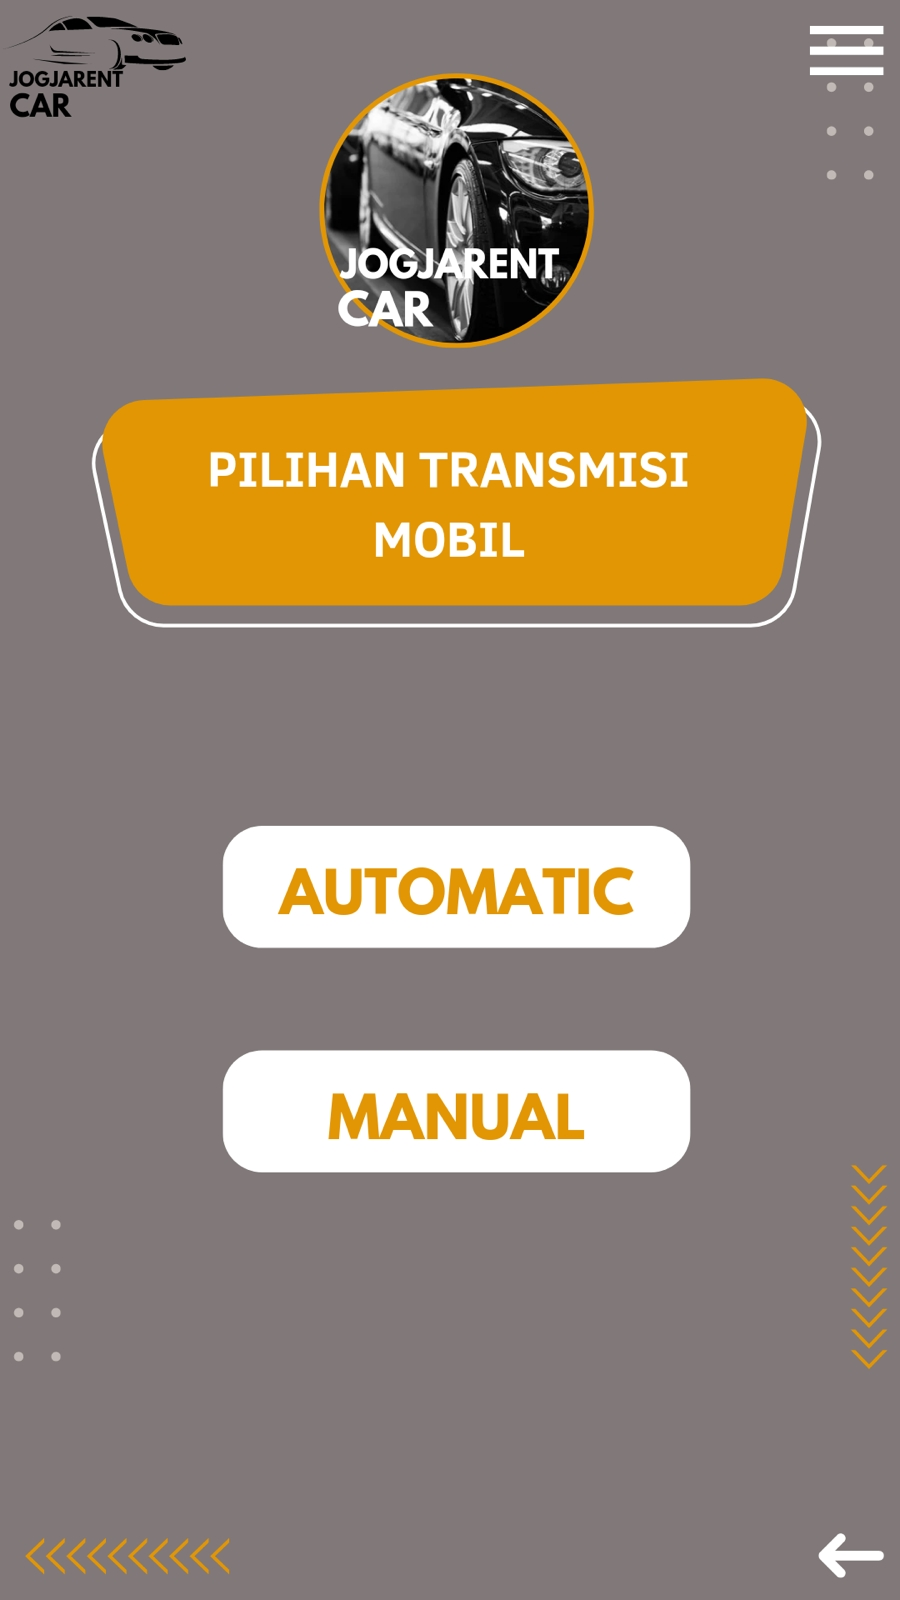 JOGJARENT
CAR
JOGJARENT
CAR
PILIHAN TRANSMISI
MOBIL
AUTOMATIC
MANUAL